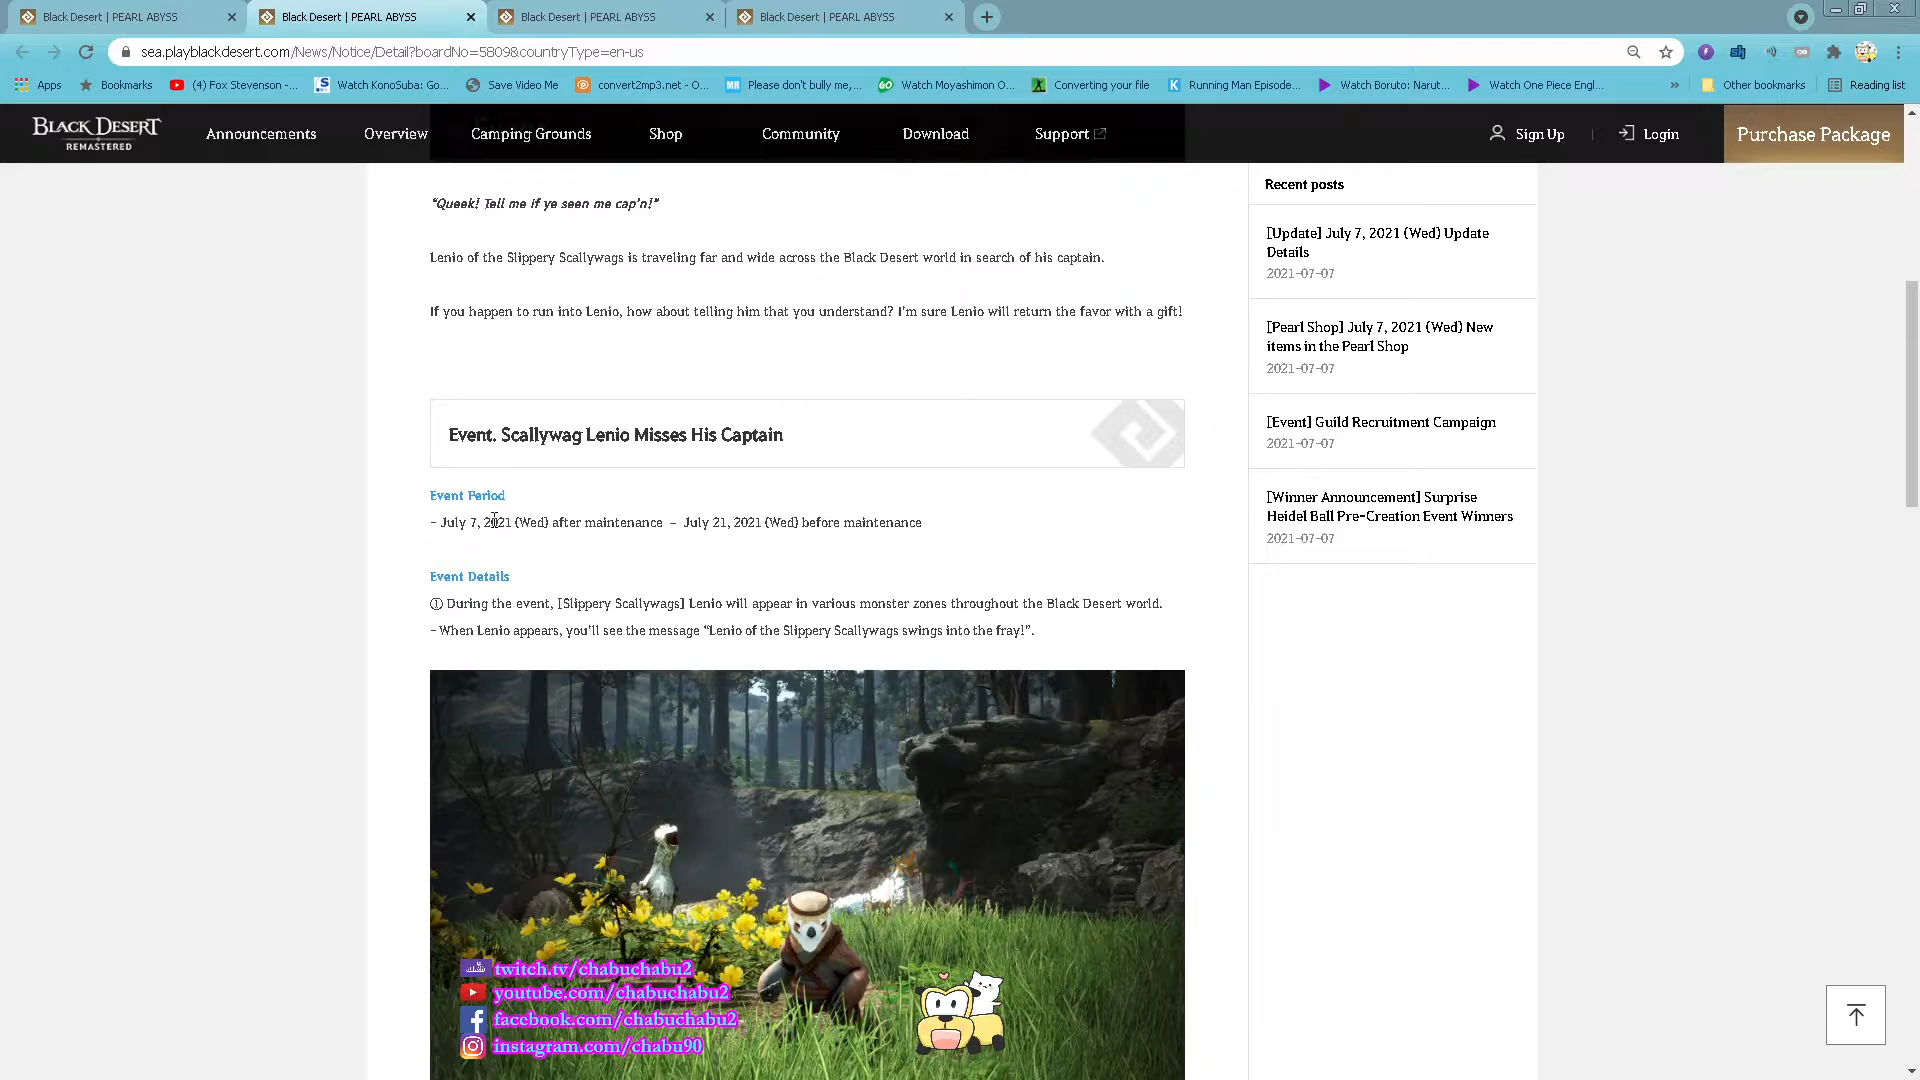 Black Desert | PEARL ABYSS
Black Desert | PEARL ABYSS
Black Desert | PEARL ABYSS
Black Desert | PEARL ABYSS
sea.playblackdesert.com/News/Notice/Detail?boardNo=5809&countryType=en-us
Apps
Bookmarks
(4) Fox Stevenson -...
Watch KonoSuba: Go...
Save Video Me
convert2mp3.net - O...
Please don't bully me,...
Watch Moyashimon O...
Converting your file
Running Man Episode...
Watch Boruto: Narut...
Watch One Piece Engl...
»
Other bookmarks
Reading list
BLACK DESERT
REMASTERED
Announcements
Overview
Camping Grounds
Shop
Community
Download
Support
Sign Up
Login
Purchase Package
"Queek! Tell me if ye seen me cap'n!"
Lenio of the Slippery Scallywags is traveling far and wide across the Black Desert world in search of his captain.
If you happen to run into Lenio, how about telling him that you understand? I'm sure Lenio will return the favor with a gift!
Event. Scallywag Lenio Misses His Captain
Event Period
- July 7, 2021 (Wed) after maintenance – July 21, 2021 (Wed) before maintenance
Event Details
① During the event, [Slippery Scallywags] Lenio will appear in various monster zones throughout the Black Desert world.
- When Lenio appears, you'll see the message "Lenio of the Slippery Scallywags swings into the fray!".
twitch.tv/chabuchabu2
youtube.com/chabuchabu2
facebook.com/chabuchabu2
instagram.com/chabu90
Recent posts
[Update] July 7, 2021 (Wed) Update
Details
2021-07-07
[Pearl Shop] July 7, 2021 (Wed) New
items in the Pearl Shop
2021-07-07
[Event] Guild Recruitment Campaign
2021-07-07
[Winner Announcement] Surprise
Heidel Ball Pre-Creation Event Winners
2021-07-07